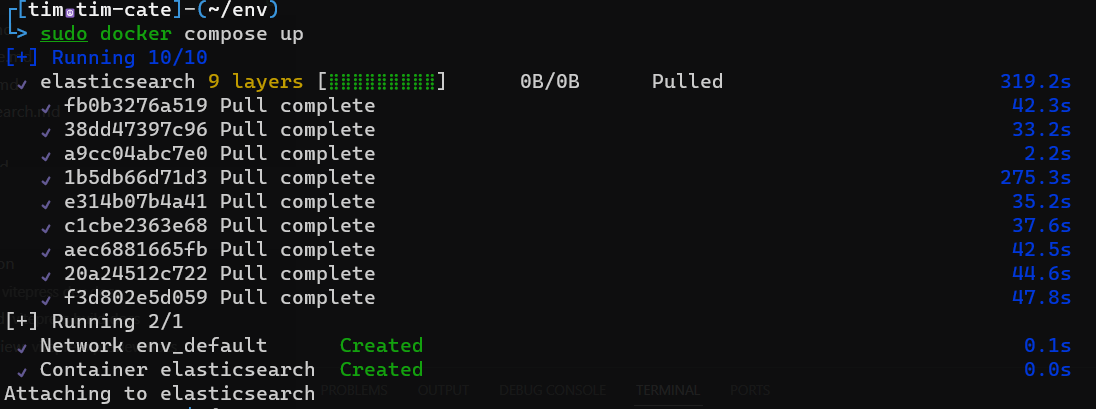 [tim@tim-cate]-(~/env)
> sudo docker compose up
[+] Running 10/10
✓ elasticsearch 9 layers [⣿⣿⣿⣿⣿⣿⣿⣿⣿] 0B/0B Pulled 319.2s
✓ fb0b3276a519 Pull complete 42.3s
✓ 38dd47397c96 Pull complete 33.2s
✓ a9cc04abc7e0 Pull complete 2.2s
✓ 1b5db66d71d3 Pull complete 275.3s
✓ e314b07b4a41 Pull complete 35.2s
✓ c1cbe2363e68 Pull complete 37.6s
✓ aec6881665fb Pull complete 42.5s
✓ 20a24512c722 Pull complete 44.6s
✓ f3d802e5d059 Pull complete 47.8s
[+] Running 2/1
✓ Network env_default Created 0.1s
✓ Container elasticsearch Created 0.0s
Attaching to elasticsearch
PROBLEMS OUTPUT DEBUG CONSOLE TERMINAL PORTS